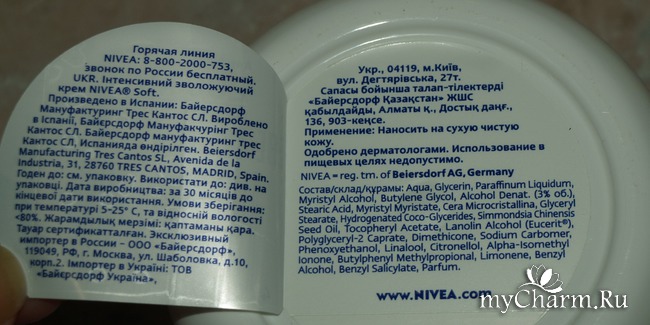 Горячая линия
NIVEA: 8-800-2000-753,
звонок по России бесплатный.
UKR. Інтенсивний зволожуючий
крем NIVEA® Soft.
Произведено в Испании: Байерсдорф
Мануфактуринг Трес Кантос СЛ. Вироблено
в Іспанії, Байєрсдорф Мануфакчурінг Трес
Кантос СЛ. Байерсдорф мануфактуринг трес
Кантос СЛ, Испанияда өндірілген. Beiersdorf
Manufacturing Tres Cantos SL, Avenida de la
Industria, 31, 28760 TRES CANTOS, MADRID, Spain.
Годен до: см. упаковку. Використати до: див. на
упаковці. Дата виробництва: за 30 місяців до
кінцевої дати використання. Умови зберігання:
при температурі 5-25° C, та відносній вологості
<80%. Жарамдылық мерзімі: қаптаманы қара.
Тауар сертификатталған. Эксклюзивный
импортер в России – ООО «Байерсдорф»,
119049, РФ, г. Москва, ул. Шаболовка, д.10,
корп.2. Імпортер в Україні: ТОВ
«Байєрсдорф Україна»,
Укр., 04119, м.Київ,
вул. Дегтярівська, 27т.
Сапасы бойынша талап-тілектерді
«Байерсдорф Қазақстан» ЖШС
қабылдайды, Алматы қ., Достық даңғ.,
136, 903-кеңсе.
Применение: Наносить на сухую чистую
кожу.
Одобрено дерматологами. Использование в
пищевых целях недопустимо.
NIVEA = reg. tm. of Beiersdorf AG, Germany
Состав/склад/құрамы: Aqua, Glycerin, Paraffinum Liquidum,
Myristyl Alcohol, Butylene Glycol, Alcohol Denat. (3% об.),
Stearic Acid, Myristyl Myristate, Cera Microcristallina, Glyceryl
Stearate, Hydrogenated Coco-Glycerides, Simmondsia Chinensis
Seed Oil, Tocopheryl Acetate, Lanolin Alcohol (Eucerit®),
Polyglyceryl-2 Caprate, Dimethicone, Sodium Carbomer,
Phenoxyethanol, Linalool, Citronellol, Alpha-Isomethyl
Ionone, Butylphenyl Methylpropional, Limonene, Benzyl
Alcohol, Benzyl Salicylate, Parfum.
www.NIVEA.com
myCharm.Ru